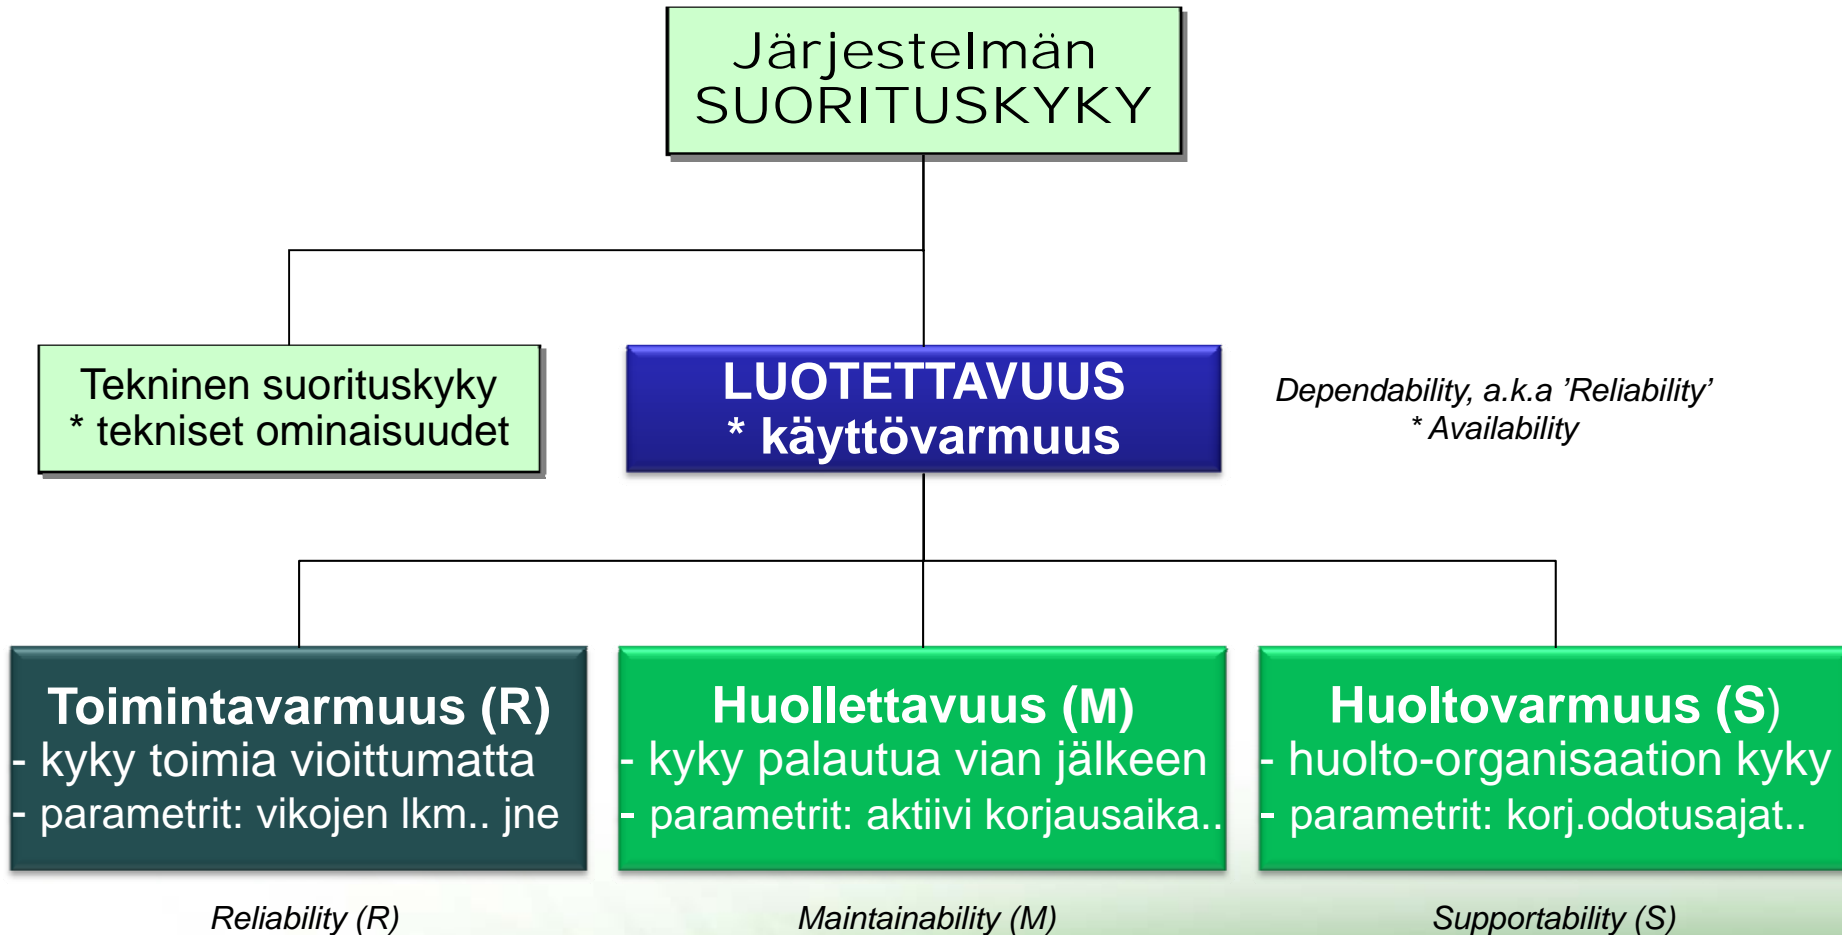 Järjestelmän
SUORITUSKYKY
Tekninen suorituskyky
* tekniset ominaisuudet
LUOTETTAVUUS
* käyttövarmuus
Dependability, a.k.a ’Reliability’
* Availability
Toimintavarmuus (R)
- kyky toimia vioittumatta
- parametrit: vikojen lkm.. jne
Huollettavuus (M)
- kyky palautua vian jälkeen
- parametrit: aktiivi korjausaika..
Huoltovarmuus (S)
- huolto-organisaation kyky
- parametrit: korj.odotusajat..
Reliability (R)
Maintainability (M)
Supportability (S)